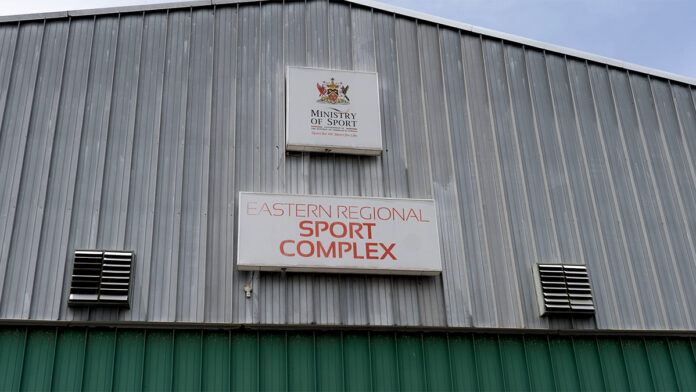 MINISTRY
OF SPORT
EASTERN REGIONAL
SPORT
COMPLEX